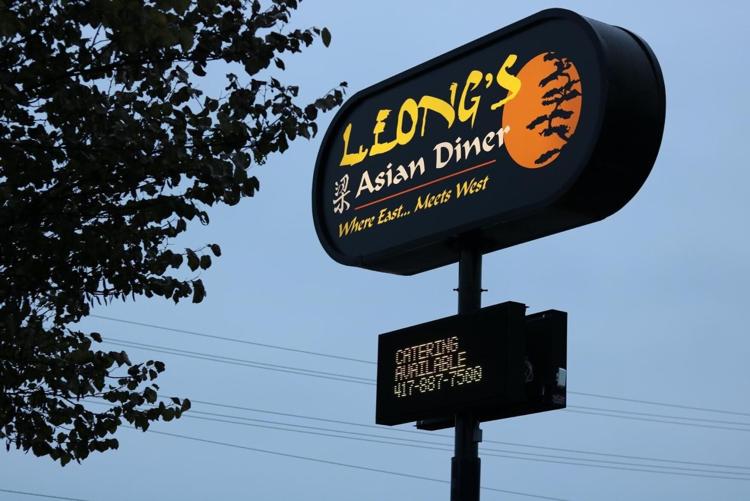 LEONG'S
梁 Asian Diner
Where East... Meets West
CATERING
AVAILABLE
417-887-7500